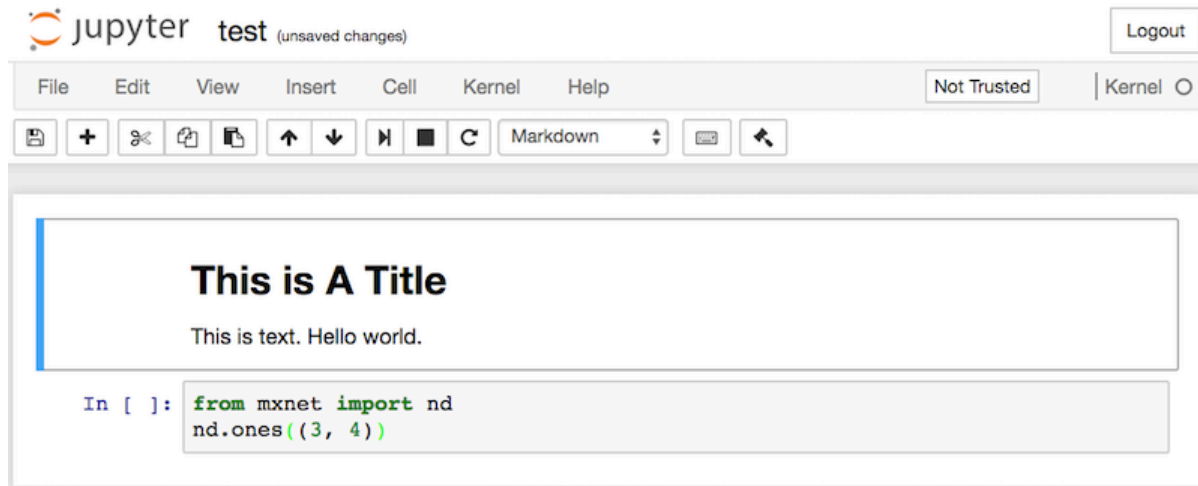 jupyter test (unsaved changes) Logout
File Edit View Insert Cell Kernel Help Not Trusted Kernel
Markdown
This is A Title
This is text. Hello world.
In [ ]: from mxnet import nd
nd.ones((3, 4))